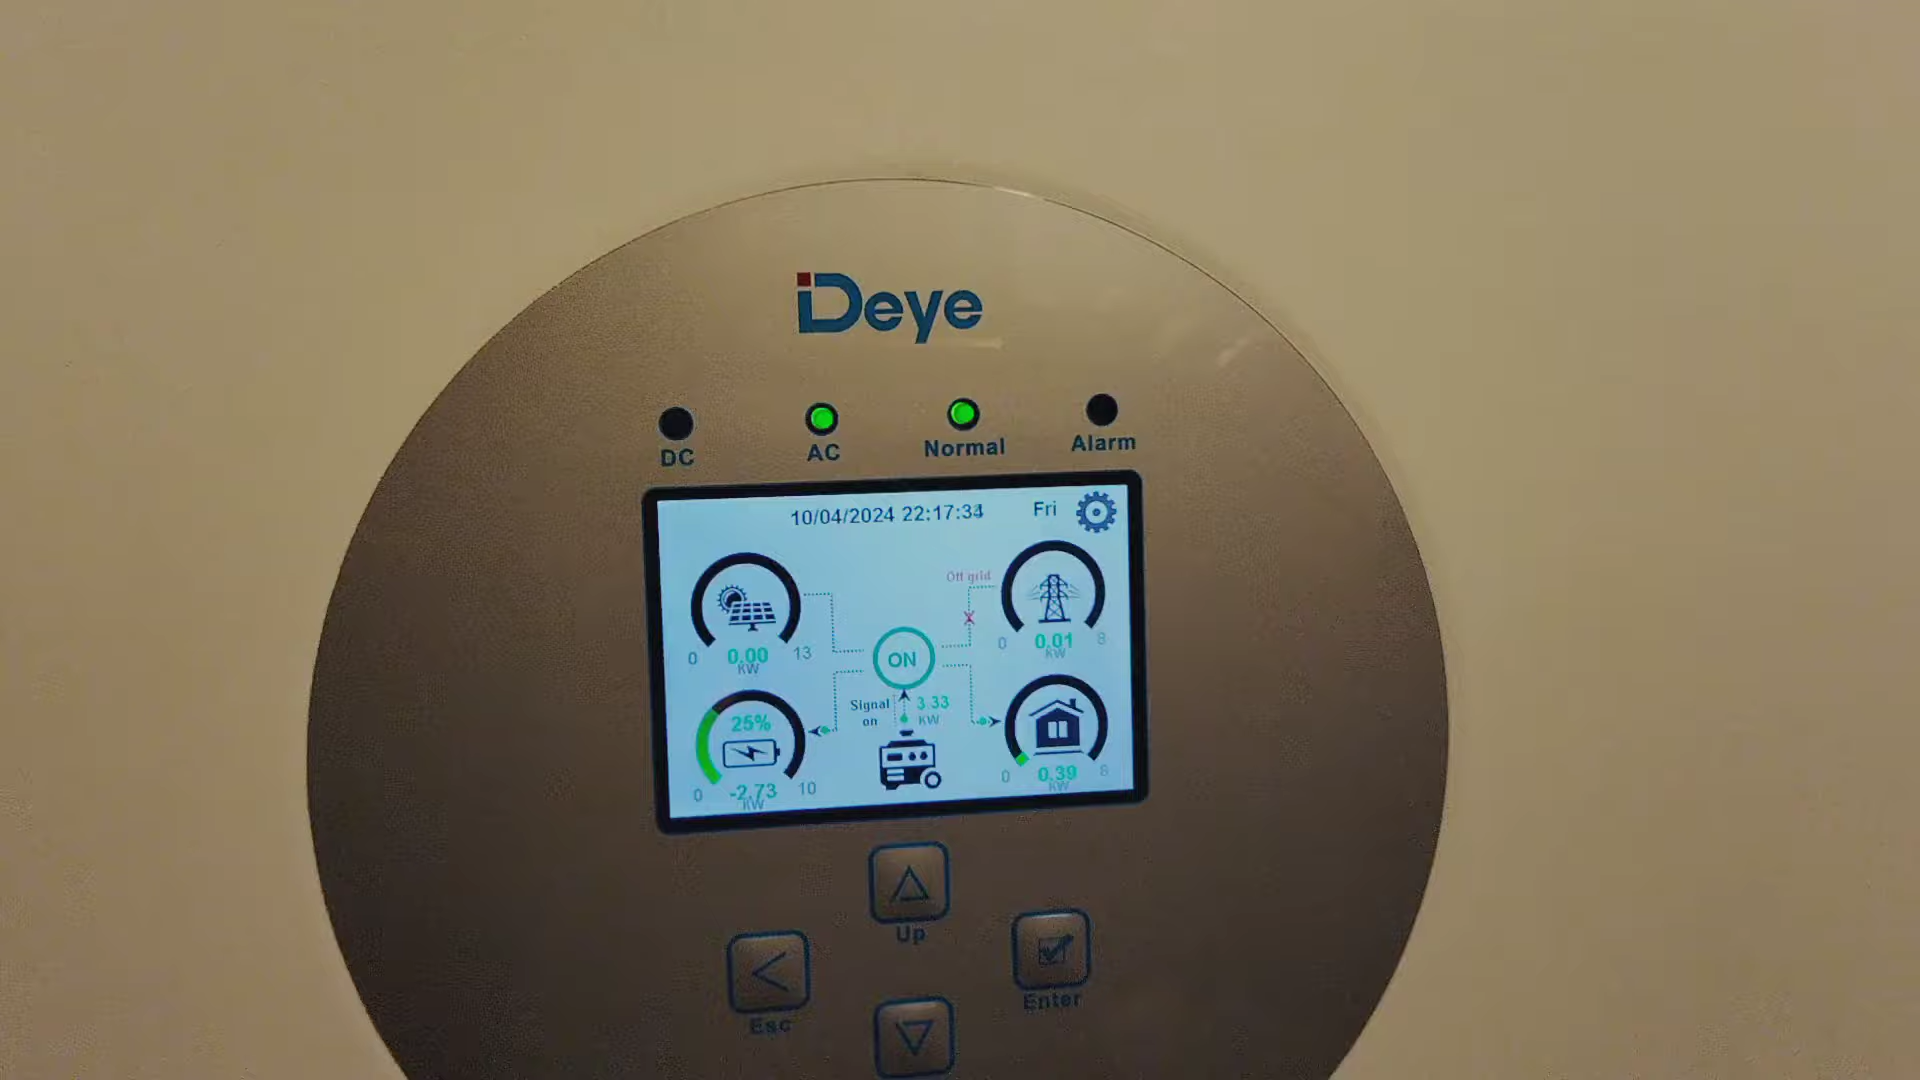 Deye
DC AC Normal Alarm
10/04/2024 22:17:34 Fri
Off grid
0 0.00 13
KW
0 0.01 8
KW
ON
Signal on
3.33
KW
25%
0 -2.73 10
KW
0 0.39 8
KW
Up
Esc
Enter